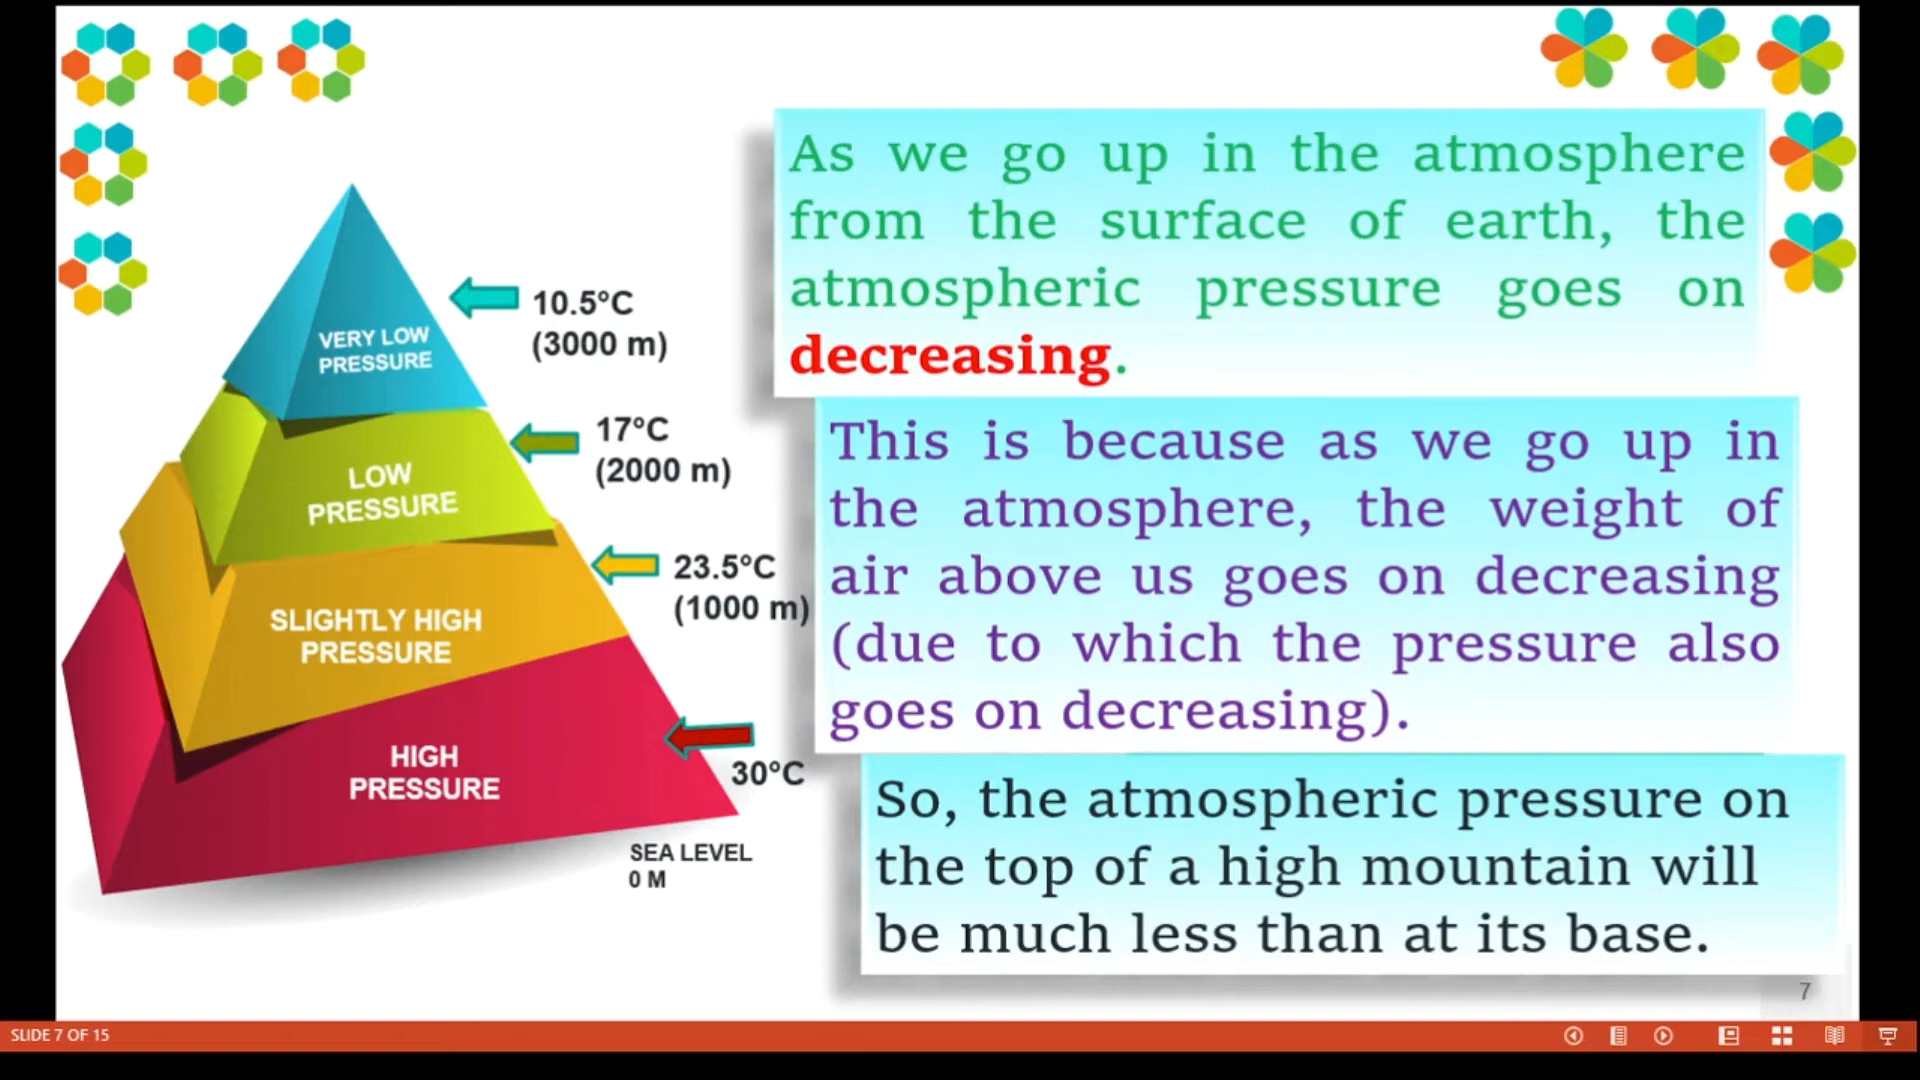 As we go up in the atmosphere
from the surface of earth, the
atmospheric pressure goes on
decreasing.
This is because as we go up in
the atmosphere, the weight of
air above us goes on decreasing
(due to which the pressure also
goes on decreasing).
So, the atmospheric pressure on
the top of a high mountain will
be much less than at its base.
VERY LOW
PRESSURE
10.5°C
(3000 m)
LOW
PRESSURE
17°C
(2000 m)
SLIGHTLY HIGH
PRESSURE
23.5°C
(1000 m)
HIGH
PRESSURE
30°C
SEA LEVEL
0 M
7
SLIDE 7 OF 15